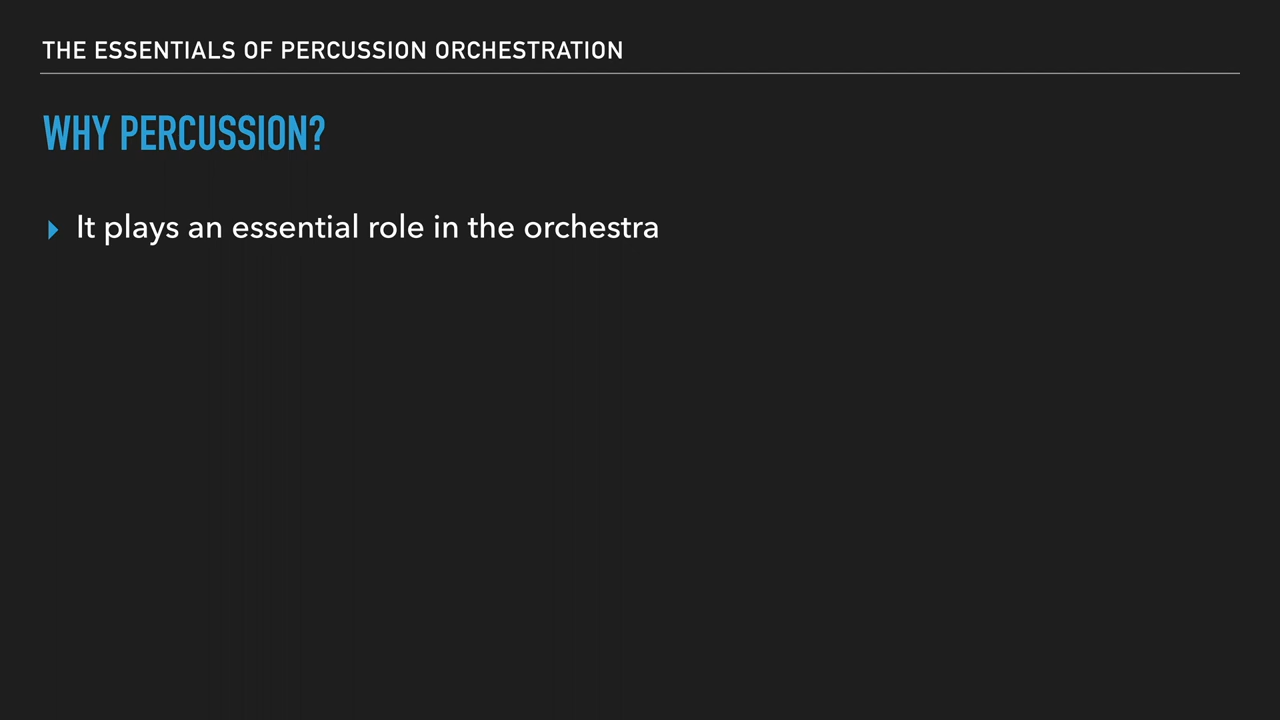 THE ESSENTIALS OF PERCUSSION ORCHESTRATION
WHY PERCUSSION?
It plays an essential role in the orchestra